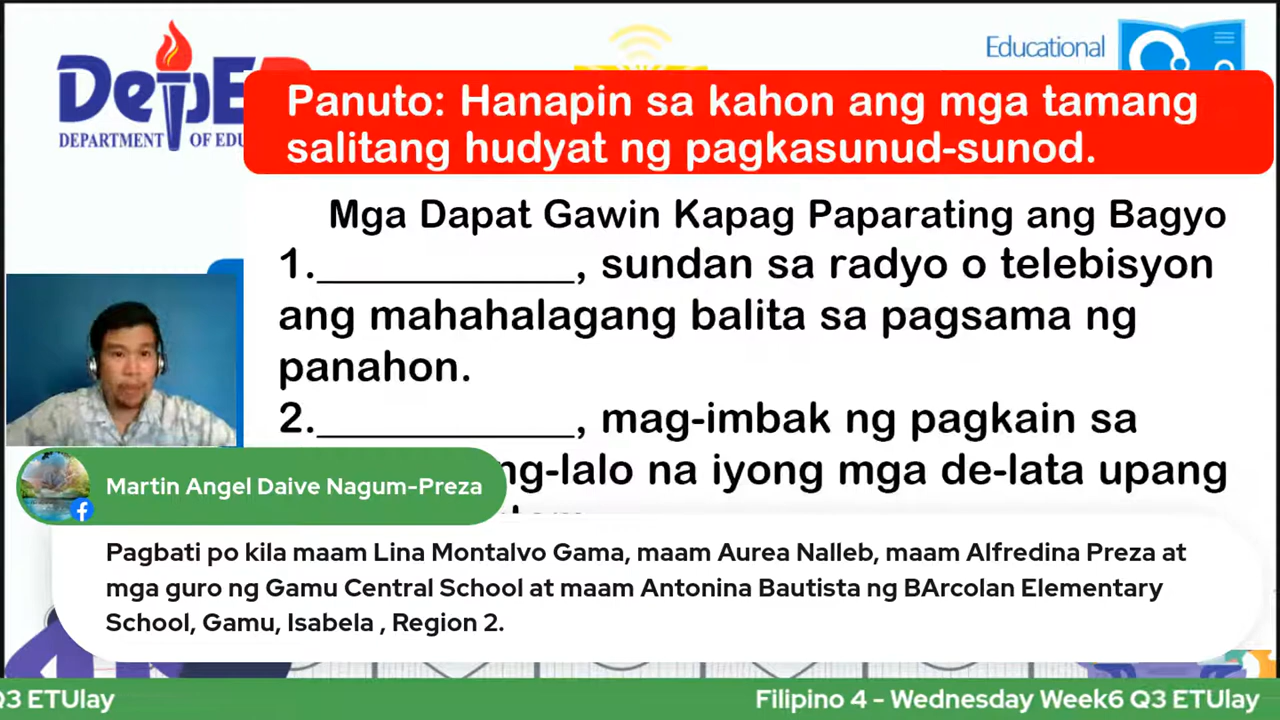 DepED
DEPARTMENT OF EDU
Educational
Panuto: Hanapin sa kahon ang mga tamang
salitang hudyat ng pagkasunud-sunod.
Mga Dapat Gawin Kapag Paparating ang Bagyo
1.____________, sundan sa radyo o telebisyon
ang mahahalagang balita sa pagsama ng
panahon.
2.____________, mag-imbak ng pagkain sa
ng-lalo na iyong mga de-lata upang
Martin Angel Daive Nagum-Preza
Pagbati po kila maam Lina Montalvo Gama, maam Aurea Nalleb, maam Alfredina Preza at
mga guro ng Gamu Central School at maam Antonina Bautista ng BArcolan Elementary
School, Gamu, Isabela , Region 2.
Q3 ETUlay
Filipino 4 - Wednesday Week6 Q3 ETUlay